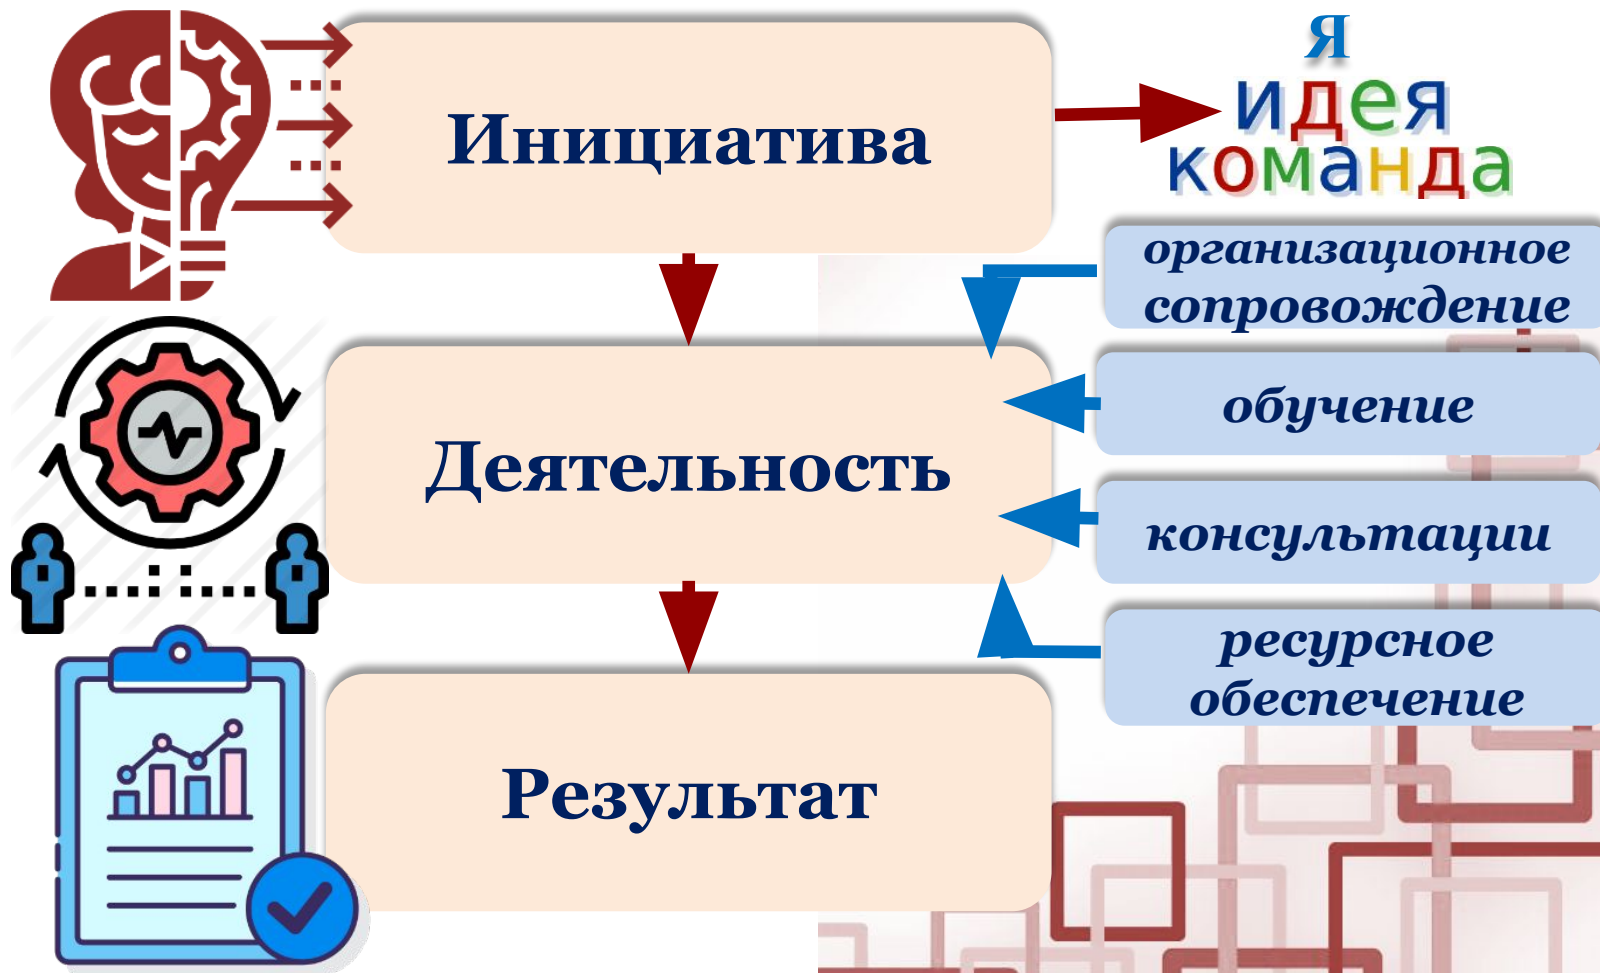 Инициатива
Я
идея
команда
организационное
сопровождение
обучение
Деятельность
консультации
ресурсное
обеспечение
Результат